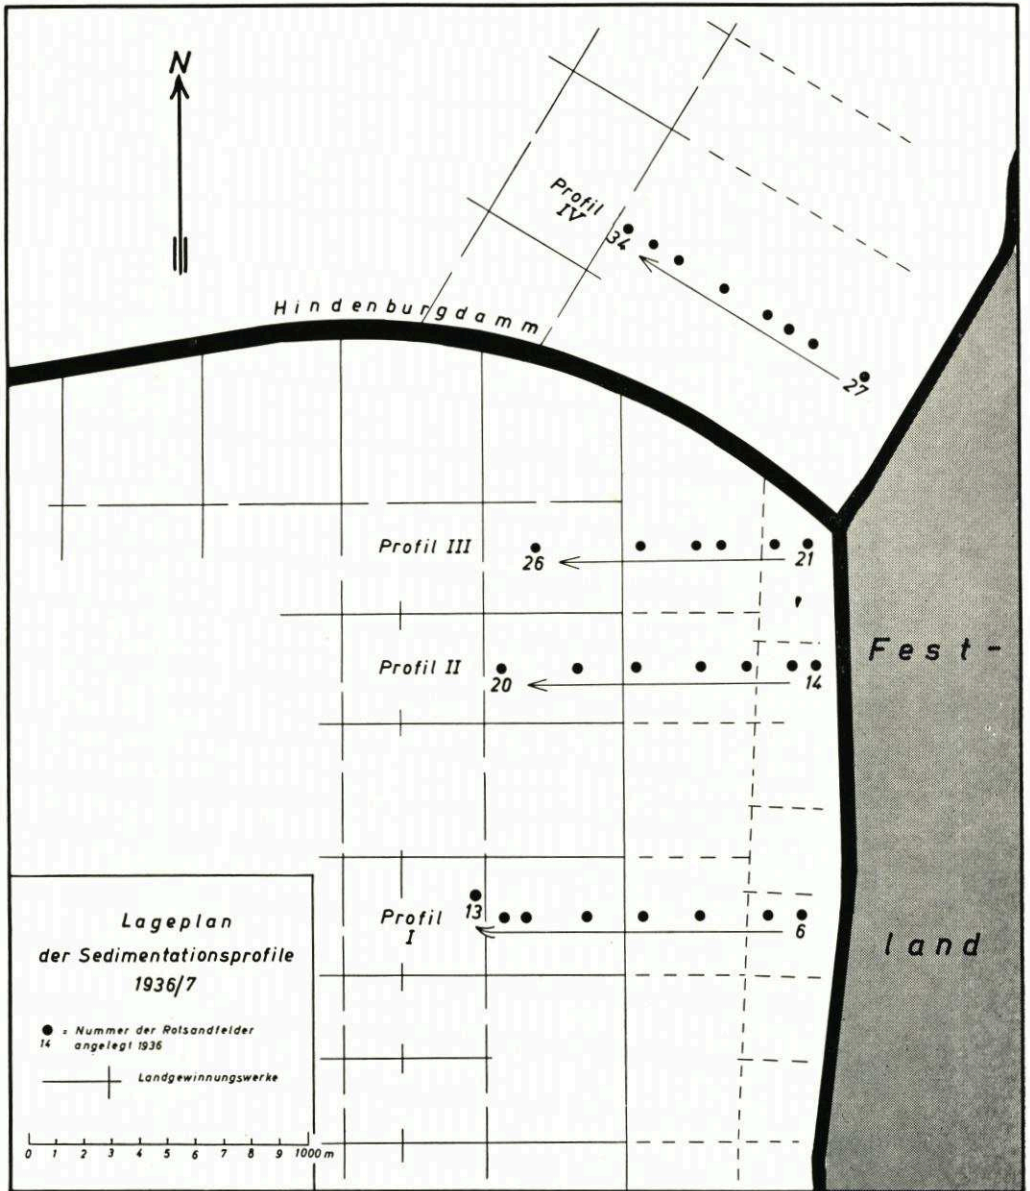 N
Profil
IV
34
27
Hindenburgdamm
Profil III
26
21
Profil II
20
14
Fest-
Profil
I
13
6
land
Lageplan
der Sedimentationsprofile
1936/7
= Nummer der Rotsandfelder
14 angelegt 1936
Landgewinnungswerke
0 1 2 3 4 5 6 7 8 9 1000 m